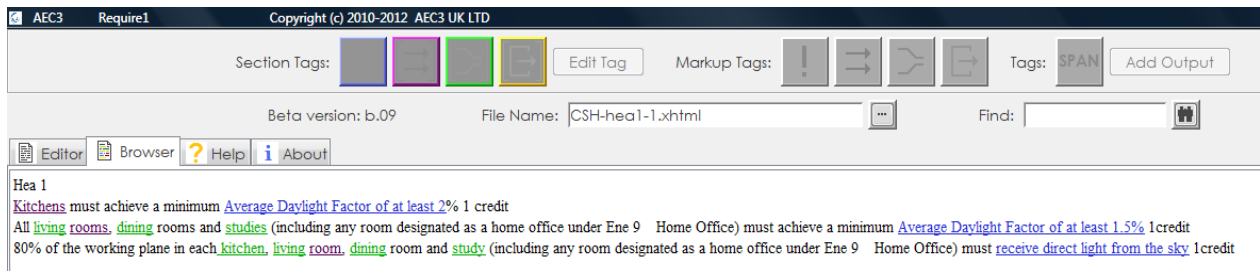 AEC3 Require1 Copyright (c) 2010-2012 AEC3 UK LTD
Section Tags: Edit Tag Markup Tags: Tags: SPAN Add Output
Beta version: b.09 File Name: CSH-hea1-1.xhtml ... Find:
Editor Browser ? Help i About
Hea 1
Kitchens must achieve a minimum Average Daylight Factor of at least 2% 1 credit
All living rooms, dining rooms and studies (including any room designated as a home office under Ene 9 Home Office) must achieve a minimum Average Daylight Factor of at least 1.5% 1credit
80% of the working plane in each kitchen, living room, dining room and study (including any room designated as a home office under Ene 9 Home Office) must receive direct light from the sky 1credit